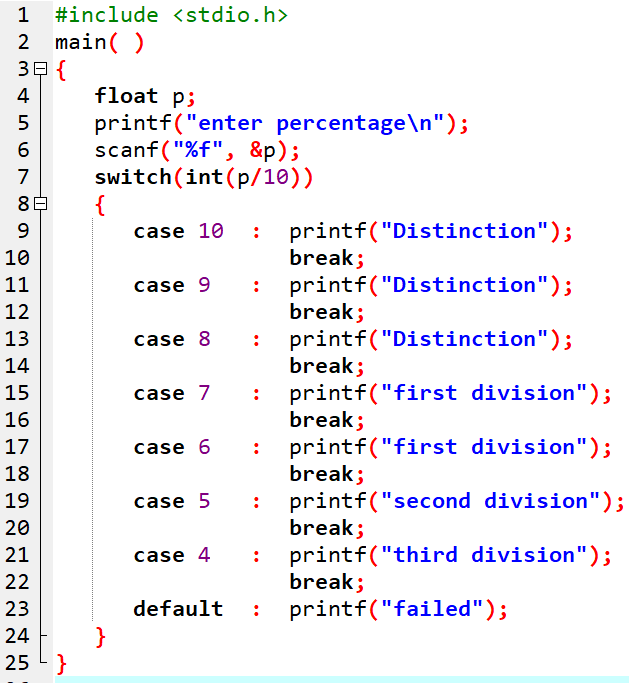 1 #include <stdio.h>
2 main( )
3 {
4 float p;
5 printf("enter percentage\n");
6 scanf("%f", &p);
7 switch(int(p/10))
8 {
9 case 10 : printf("Distinction");
10 break;
11 case 9 : printf("Distinction");
12 break;
13 case 8 : printf("Distinction");
14 break;
15 case 7 : printf("first division");
16 break;
17 case 6 : printf("first division");
18 break;
19 case 5 : printf("second division");
20 break;
21 case 4 : printf("third division");
22 break;
23 default : printf("failed");
24 }
25 }